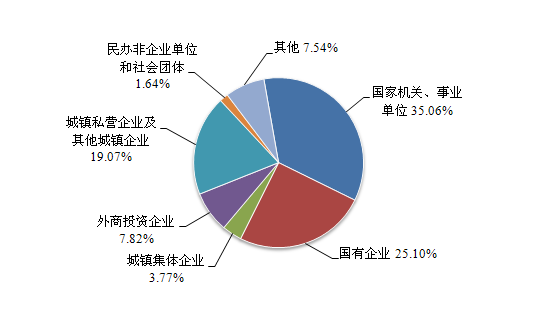 其他 7.54%
国家机关、事业
单位 35.06%
国有企业 25.10%
城镇集体企业
3.77%
外商投资企业
7.82%
城镇私营企业及
其他城镇企业
19.07%
民办非企业单位
和社会团体
1.64%